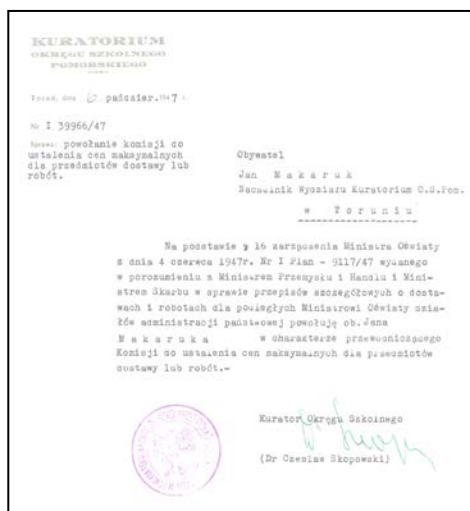 KURATORIUM
OKRĘGU SZKOLNEGO
POMORSKIEGO
Toruń, dnia 6 paździer. 1947 r.
Nr I 39966/47
Sprawa: powołanie komisji do
ustalenia cen maksymalnych
dla przedmiotów dostawy lub
robót.
Obywatel
Jan Makaruk
Naczelnik Wydziału Kuratorium O.S.Pom.
w Toruniu
Na podstawie § 16 zarządzenia Ministra Oświaty
z dnia 4 czerwca 1947r. Nr I Plan - 9117/47 wydanego
w porozumieniu z Ministrem Przemysłu i Handlu i Mini-
strem Skarbu w sprawie przepisów szczegółowych o dosta-
wach i robotach dla podległych Ministrowi Oświaty dzia-
łów administracji państwowej powołuję ob. Jana
Makaruka w charakterze przewodniczącego
Komisji do ustalenia cen maksymalnych dla przedmiotów
dostawy lub robót.-
Kurator Okręgu Szkolnego
(Dr Czesław Skopowski)